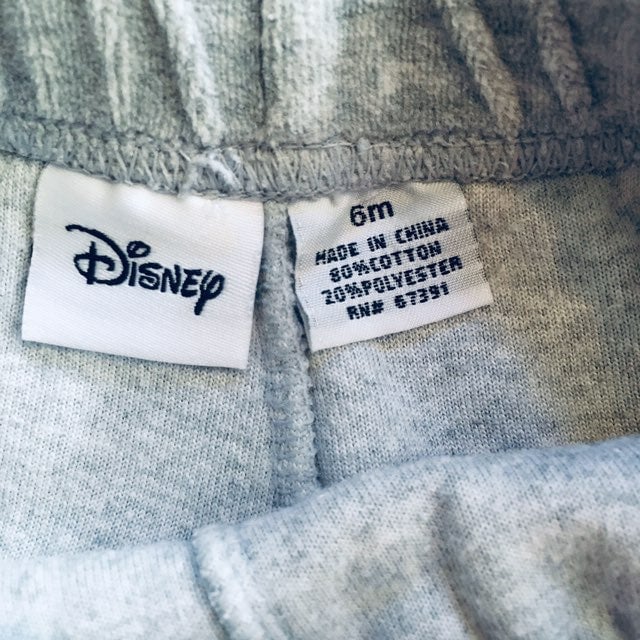 Disney
6m
MADE IN CHINA
80%COTTON
20%POLYESTER
RN# 67391